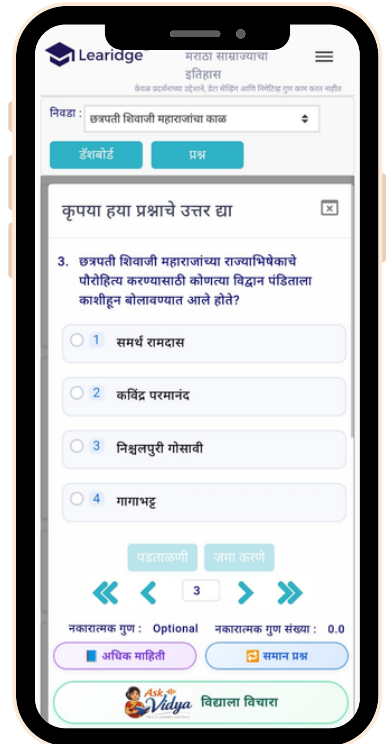 Learidge
मराठा साम्राज्याचा
इतिहास
केवळ प्रदर्शनाच्या उद्देशाने, डेटा सेव्हिंग आणि निगेटिव्ह गुण काम करत नाहीत
निवडा :
छत्रपती शिवाजी महाराजांचा काळ
डॅशबोर्ड
प्रश्न
कृपया हया प्रश्नाचे उत्तर द्या
3. छत्रपती शिवाजी महाराजांच्या राज्याभिषेकाचे
पौरोहित्य करण्यासाठी कोणत्या विद्वान पंडिताला
काशीहून बोलावण्यात आले होते?
1 समर्थ रामदास
2 कविंद्र परमानंद
3 निश्चलपुरी गोसावी
4 गागाभट्ट
पडताळणी
जमा करणे
3
नकारात्मक गुण : Optional नकारात्मक गुण संख्या : 0.0
अधिक माहिती
समान प्रश्न
Ask
Vidya
विद्याला विचारा